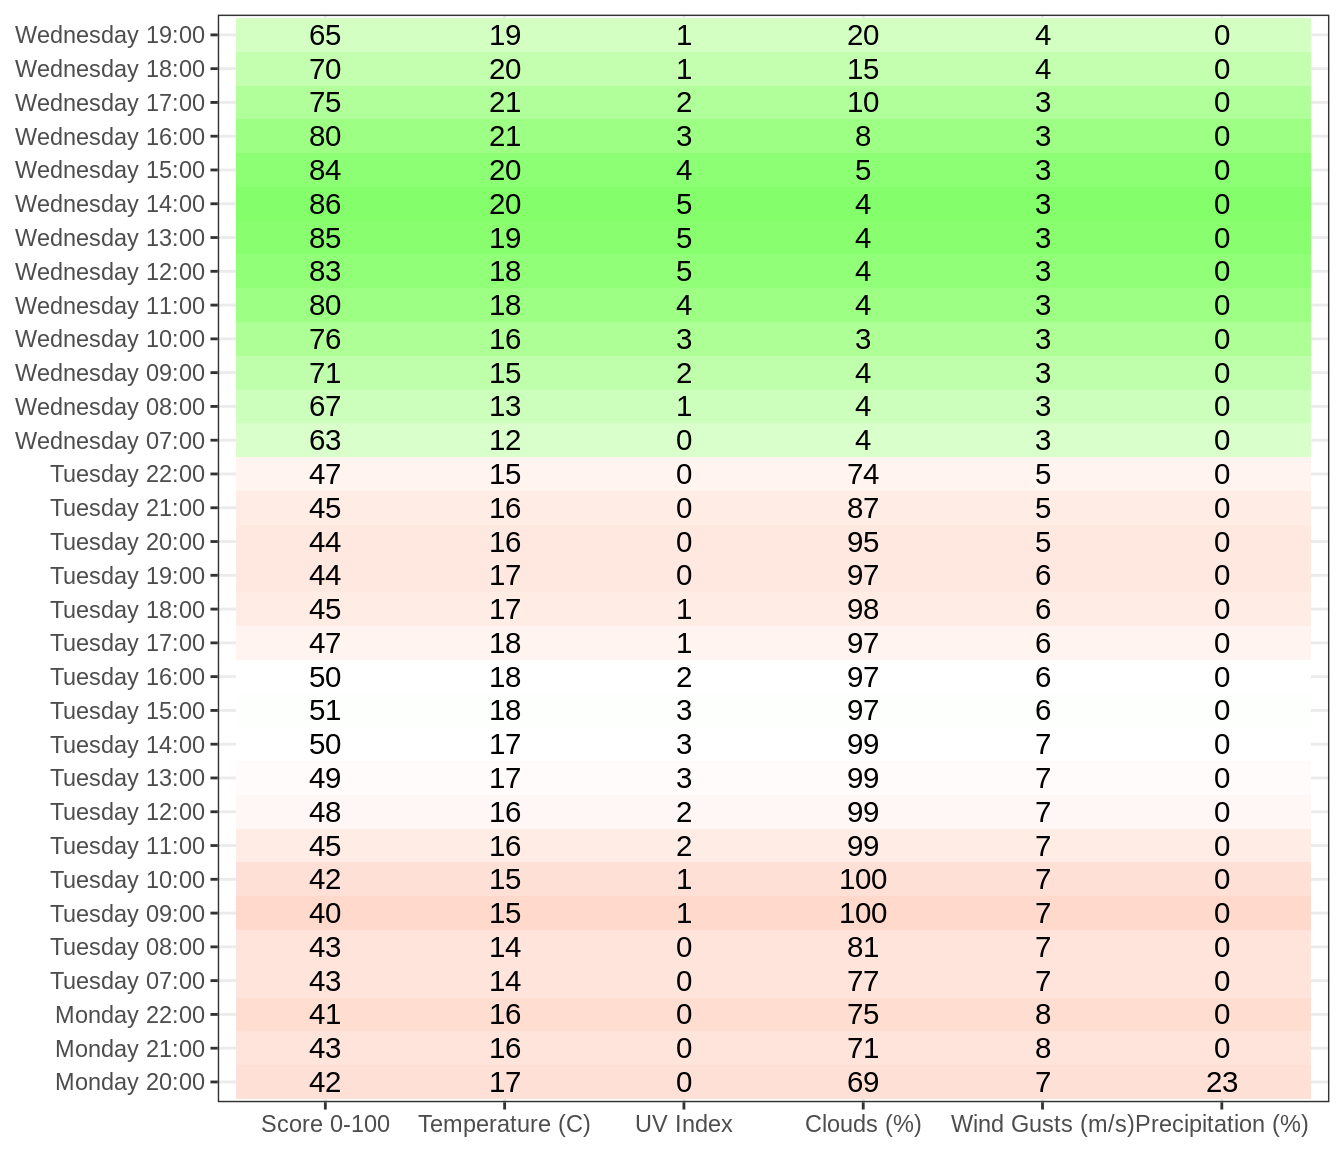 Wednesday 19:00 65 19 1 20 4 0
Wednesday 18:00 70 20 1 15 4 0
Wednesday 17:00 75 21 2 10 3 0
Wednesday 16:00 80 21 3 8 3 0
Wednesday 15:00 84 20 4 5 3 0
Wednesday 14:00 86 20 5 4 3 0
Wednesday 13:00 85 19 5 4 3 0
Wednesday 12:00 83 18 5 4 3 0
Wednesday 11:00 80 18 4 4 3 0
Wednesday 10:00 76 16 3 3 3 0
Wednesday 09:00 71 15 2 4 3 0
Wednesday 08:00 67 13 1 4 3 0
Wednesday 07:00 63 12 0 4 3 0
Tuesday 22:00 47 15 0 74 5 0
Tuesday 21:00 45 16 0 87 5 0
Tuesday 20:00 44 16 0 95 5 0
Tuesday 19:00 44 17 0 97 6 0
Tuesday 18:00 45 17 1 98 6 0
Tuesday 17:00 47 18 1 97 6 0
Tuesday 16:00 50 18 2 97 6 0
Tuesday 15:00 51 18 3 97 6 0
Tuesday 14:00 50 17 3 99 7 0
Tuesday 13:00 49 17 3 99 7 0
Tuesday 12:00 48 16 2 99 7 0
Tuesday 11:00 45 16 2 99 7 0
Tuesday 10:00 42 15 1 100 7 0
Tuesday 09:00 40 15 1 100 7 0
Tuesday 08:00 43 14 0 81 7 0
Tuesday 07:00 43 14 0 77 7 0
Monday 22:00 41 16 0 75 8 0
Monday 21:00 43 16 0 71 8 0
Monday 20:00 42 17 0 69 7 23
Score 0-100 Temperature (C) UV Index Clouds (%) Wind Gusts (m/s) Precipitation (%)